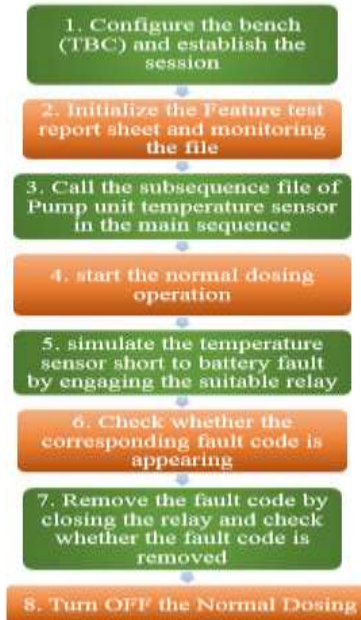 1. Configure the bench
(TBC) and establish the
session
2. Initialize the Feature test
report sheet and monitoring
the file
3. Call the subsequence file of
Pump unit temperature sensor
in the main sequence
4. start the normal dosing
operation
5. simulate the temperature
sensor short to battery fault
by engaging the suitable relay
6. Check whether the
corresponding fault code is
appearing
7. Remove the fault code by
closing the relay and check
whether the fault code is
removed
8. Turn OFF the Normal Dosing